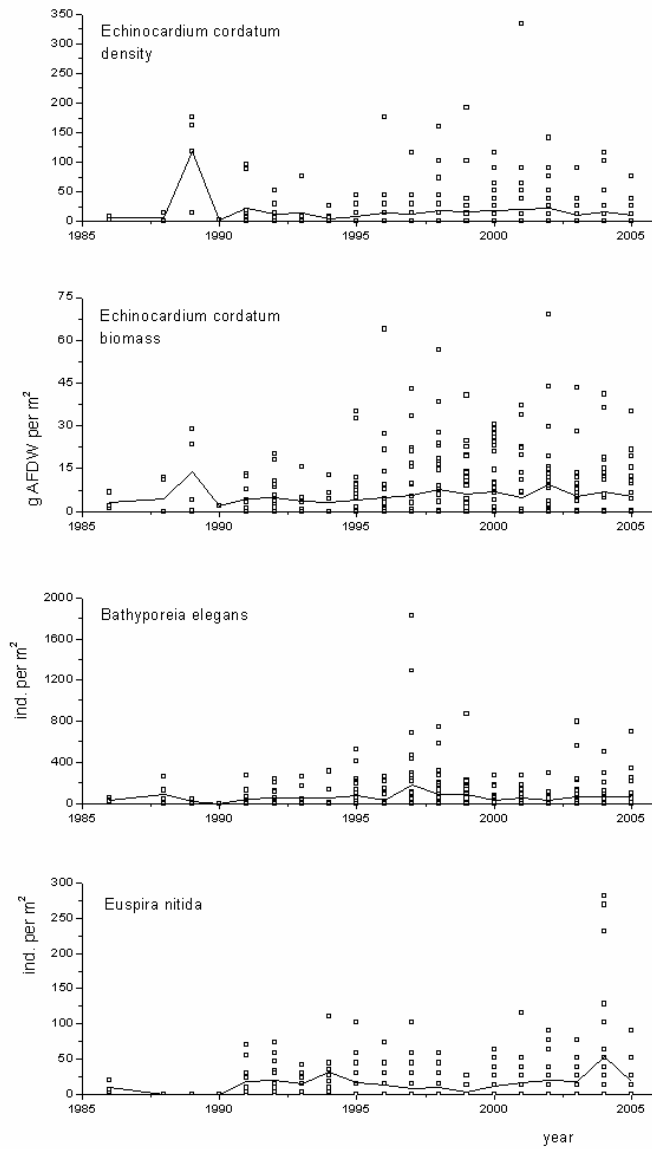 Echinocardium cordatum
density
350
300
250
200
150
100
50
0
1985 1990 1995 2000 2005
Echinocardium cordatum
biomass
g AFDW per m²
75
60
45
30
15
0
1985 1990 1995 2000 2005
Bathyporeia elegans
ind. per m²
2000
1600
1200
800
400
0
1985 1990 1995 2000 2005
Euspira nitida
ind. per m²
300
250
200
150
100
50
0
1985 1990 1995 2000 2005
year